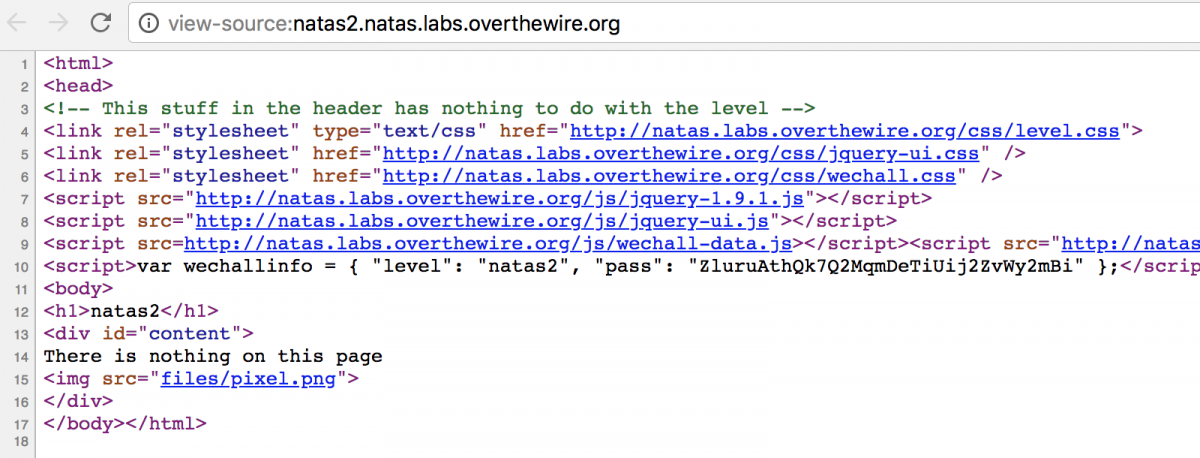 view-source:natas2.natas.labs.overthewire.org
1 <html>
2 <head>
3 <!-- This stuff in the header has nothing to do with the level -->
4 <link rel="stylesheet" type="text/css" href="http://natas.labs.overthewire.org/css/level.css">
5 <link rel="stylesheet" href="http://natas.labs.overthewire.org/css/jquery-ui.css" />
6 <link rel="stylesheet" href="http://natas.labs.overthewire.org/css/wechall.css" />
7 <script src="http://natas.labs.overthewire.org/js/jquery-1.9.1.js"></script>
8 <script src="http://natas.labs.overthewire.org/js/jquery-ui.js"></script>
9 <script src=http://natas.labs.overthewire.org/js/wechall-data.js></script><script src="http://natas
10 <script>var wechallinfo = { "level": "natas2", "pass": "ZluruAthQk7Q2MqmDeTiUij2ZvWy2mBi" };</scrip
11 <body>
12 <h1>natas2</h1>
13 <div id="content">
14 There is nothing on this page
15 <img src="files/pixel.png">
16 </div>
17 </body></html>
18